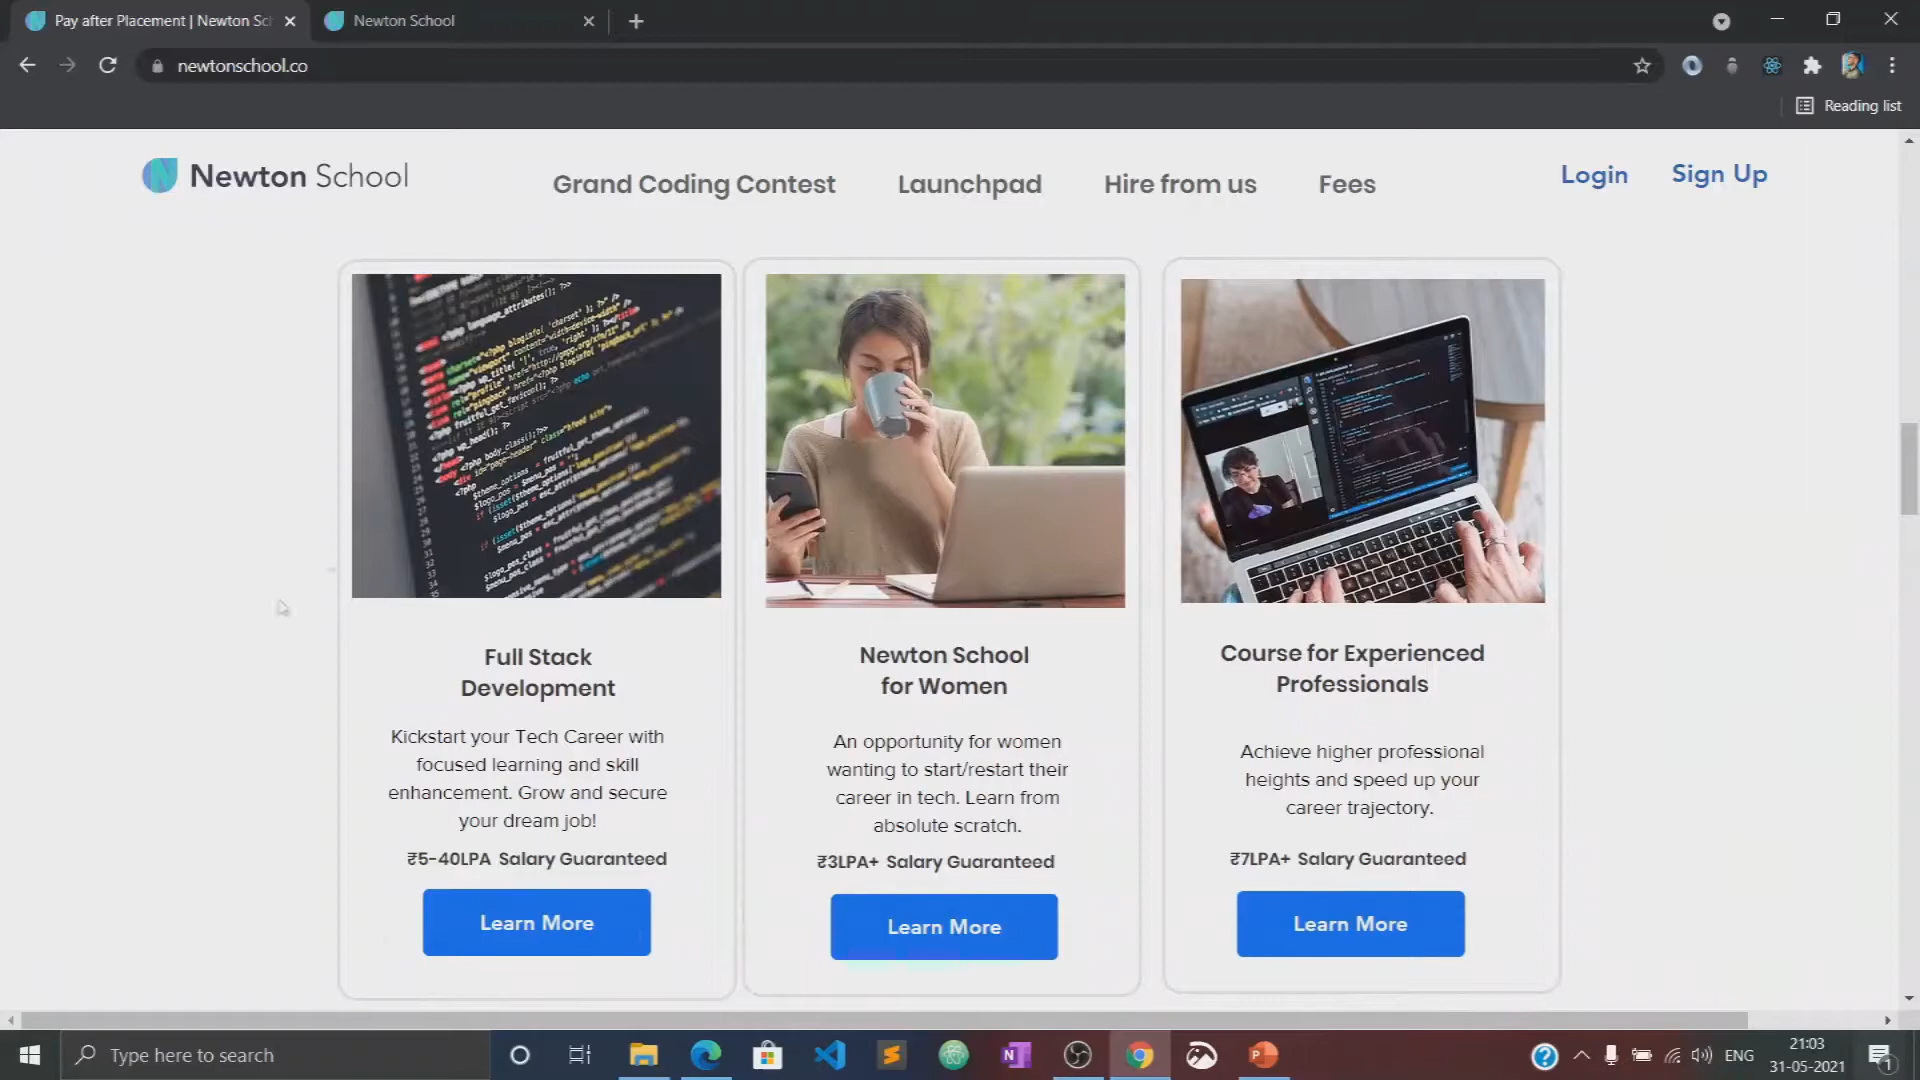 Pay after Placement | Newton Sc
Newton School
newtonschool.co
Reading list
Newton School
Grand Coding Contest
Launchpad
Hire from us
Fees
Login
Sign Up
Full Stack
Development
Kickstart your Tech Career with
focused learning and skill
enhancement. Grow and secure
your dream job!
₹5-40LPA Salary Guaranteed
Learn More
Newton School
for Women
An opportunity for women
wanting to start/restart their
career in tech. Learn from
absolute scratch.
₹3LPA+ Salary Guaranteed
Learn More
Course for Experienced
Professionals
Achieve higher professional
heights and speed up your
career trajectory.
₹7LPA+ Salary Guaranteed
Learn More
Type here to search
ENG
21:03
31-05-2021
1